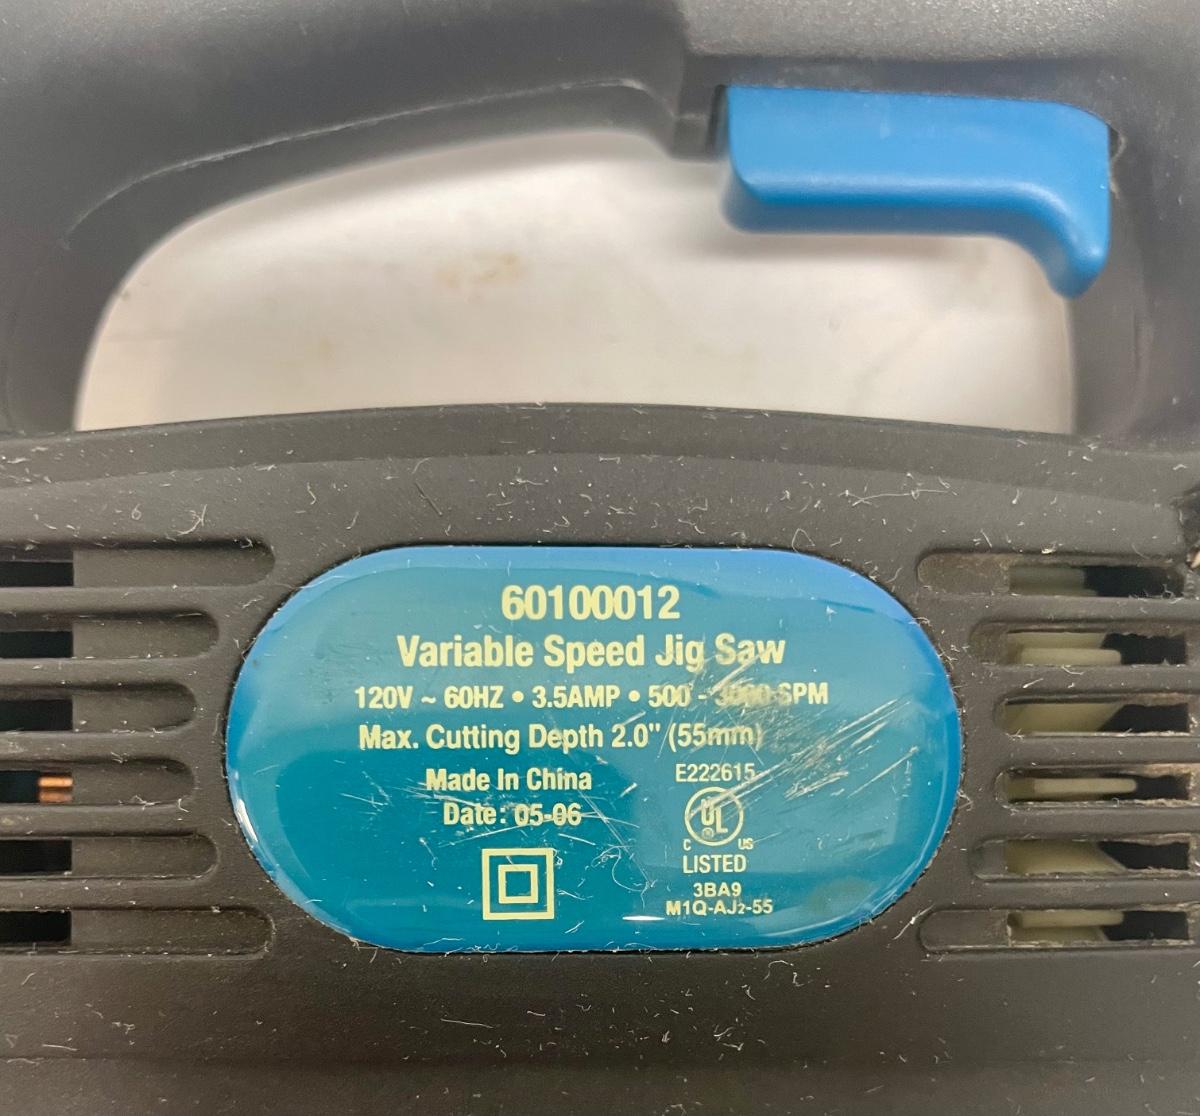 60100012
Variable Speed Jig Saw
120V ~ 60HZ • 3.5AMP • 500 - 3000 SPM
Max. Cutting Depth 2.0" (55mm)
Made In China
Date: 05-06
E222615
UL
®
C US
LISTED
3BA9
M1Q-AJ2-55